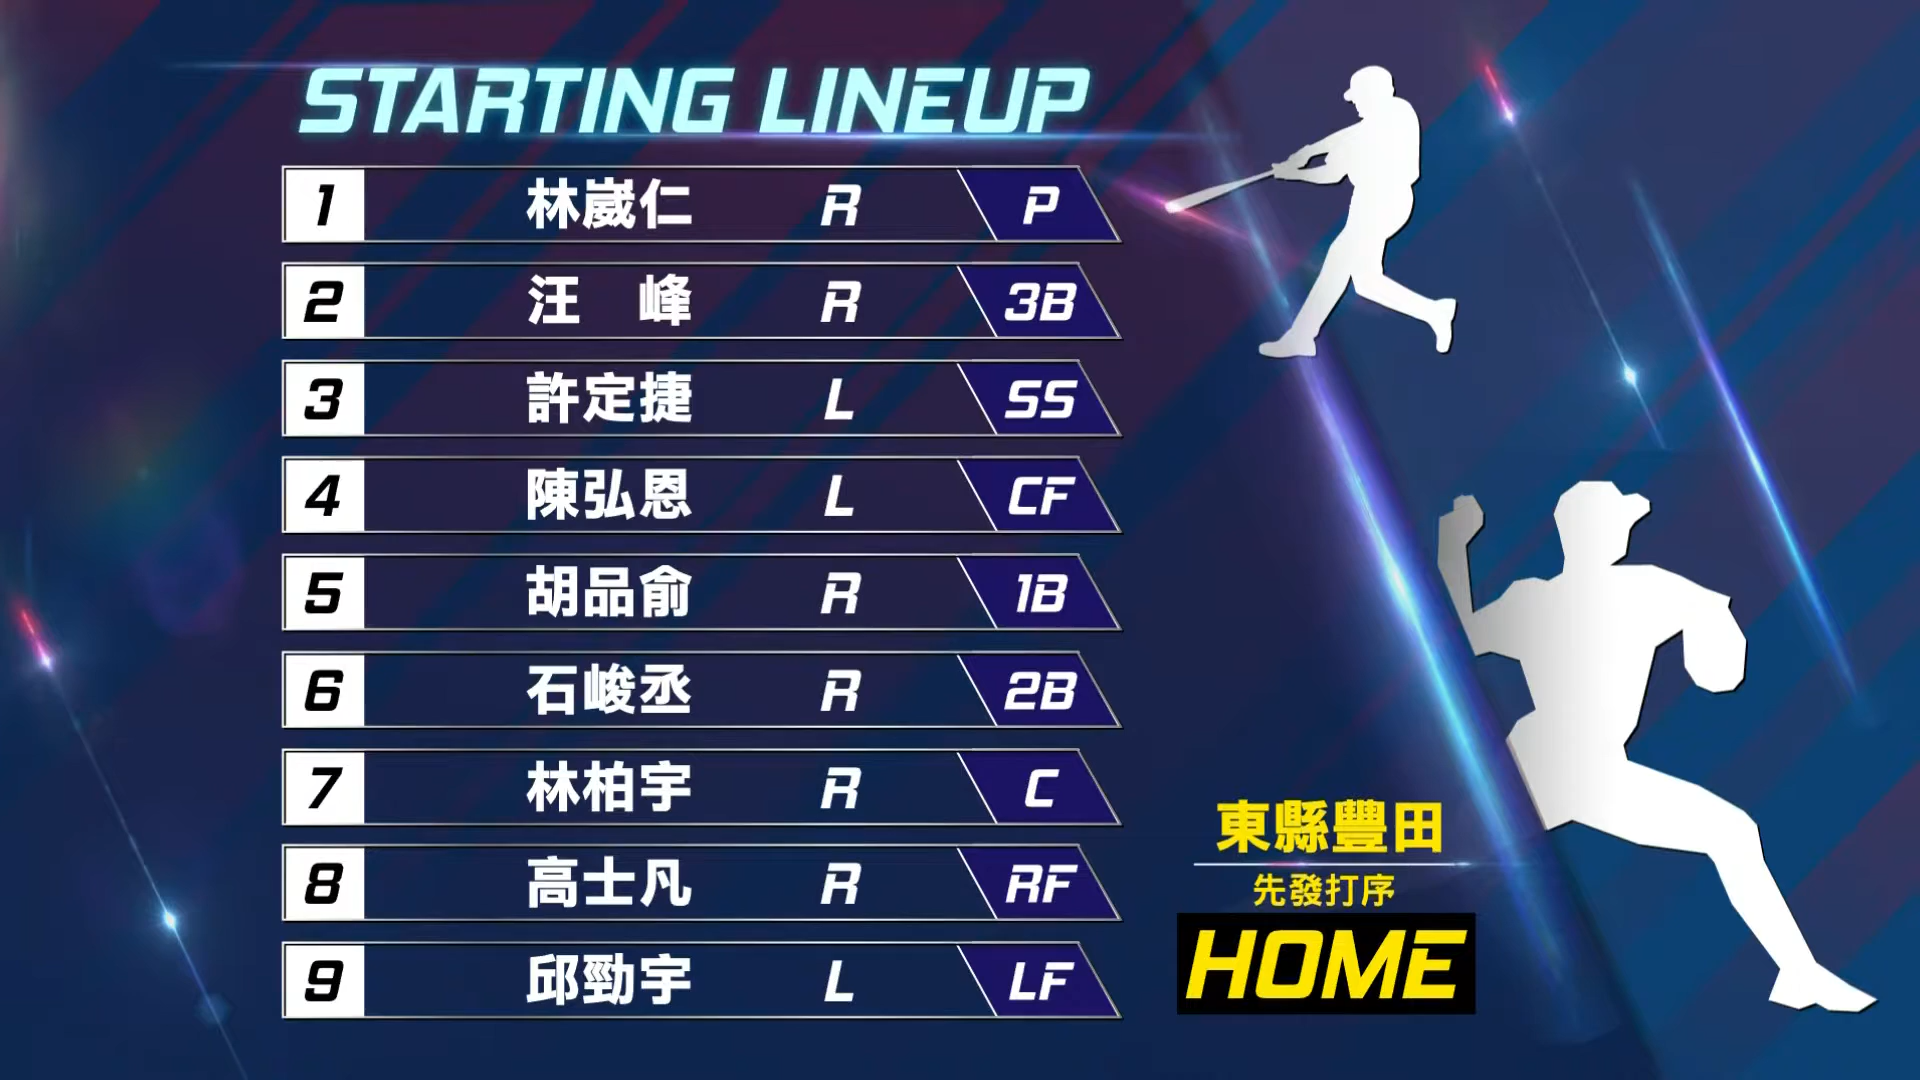 STARTING LINEUP
1 林崴仁 R P
2 汪 峰 R 3B
3 許定捷 L SS
4 陳弘恩 L CF
5 胡品俞 R 1B
6 石峻丞 R 2B
7 林柏宇 R C
8 高士凡 R RF
9 邱勁宇 L LF
東縣豐田
先發打序
HOME